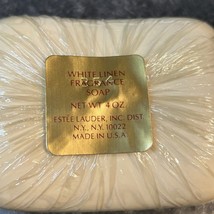 WHITE LINEN
FRAGRANCE
SOAP
NET WT 4 OZ
ESTEE LAUDER, INC. DIST.
N.Y., N.Y. 10022
MADE IN U.S.A.